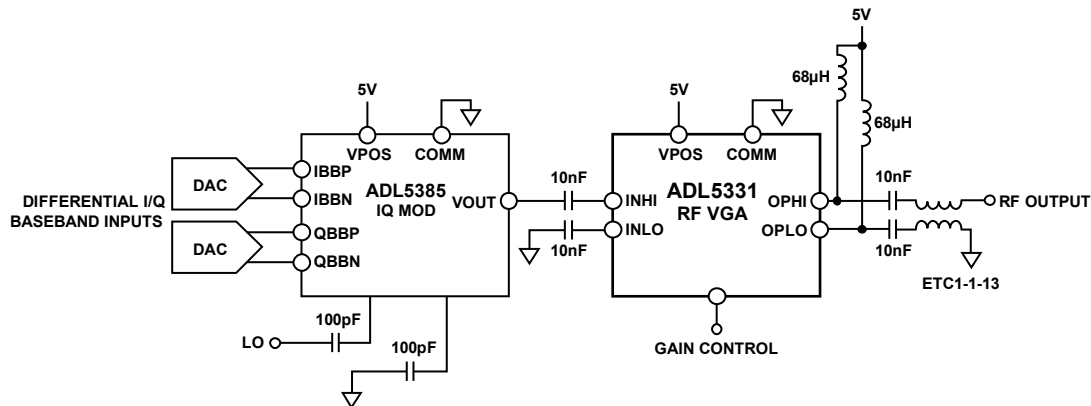 5V
68μH
5V
5V
68μH
VPOS
COMM
VPOS
COMM
DAC
IBBP
ADL5385
10nF
ADL5331
10nF
DIFFERENTIAL I/Q
BASEBAND INPUTS
IBBN
IQ MOD
VOUT
INHI
RF VGA
OPHI
RF OUTPUT
DAC
QBBP
INLO
OPLO
QBBN
10nF
10nF
ETC1-1-13
100pF
LO
100pF
GAIN CONTROL